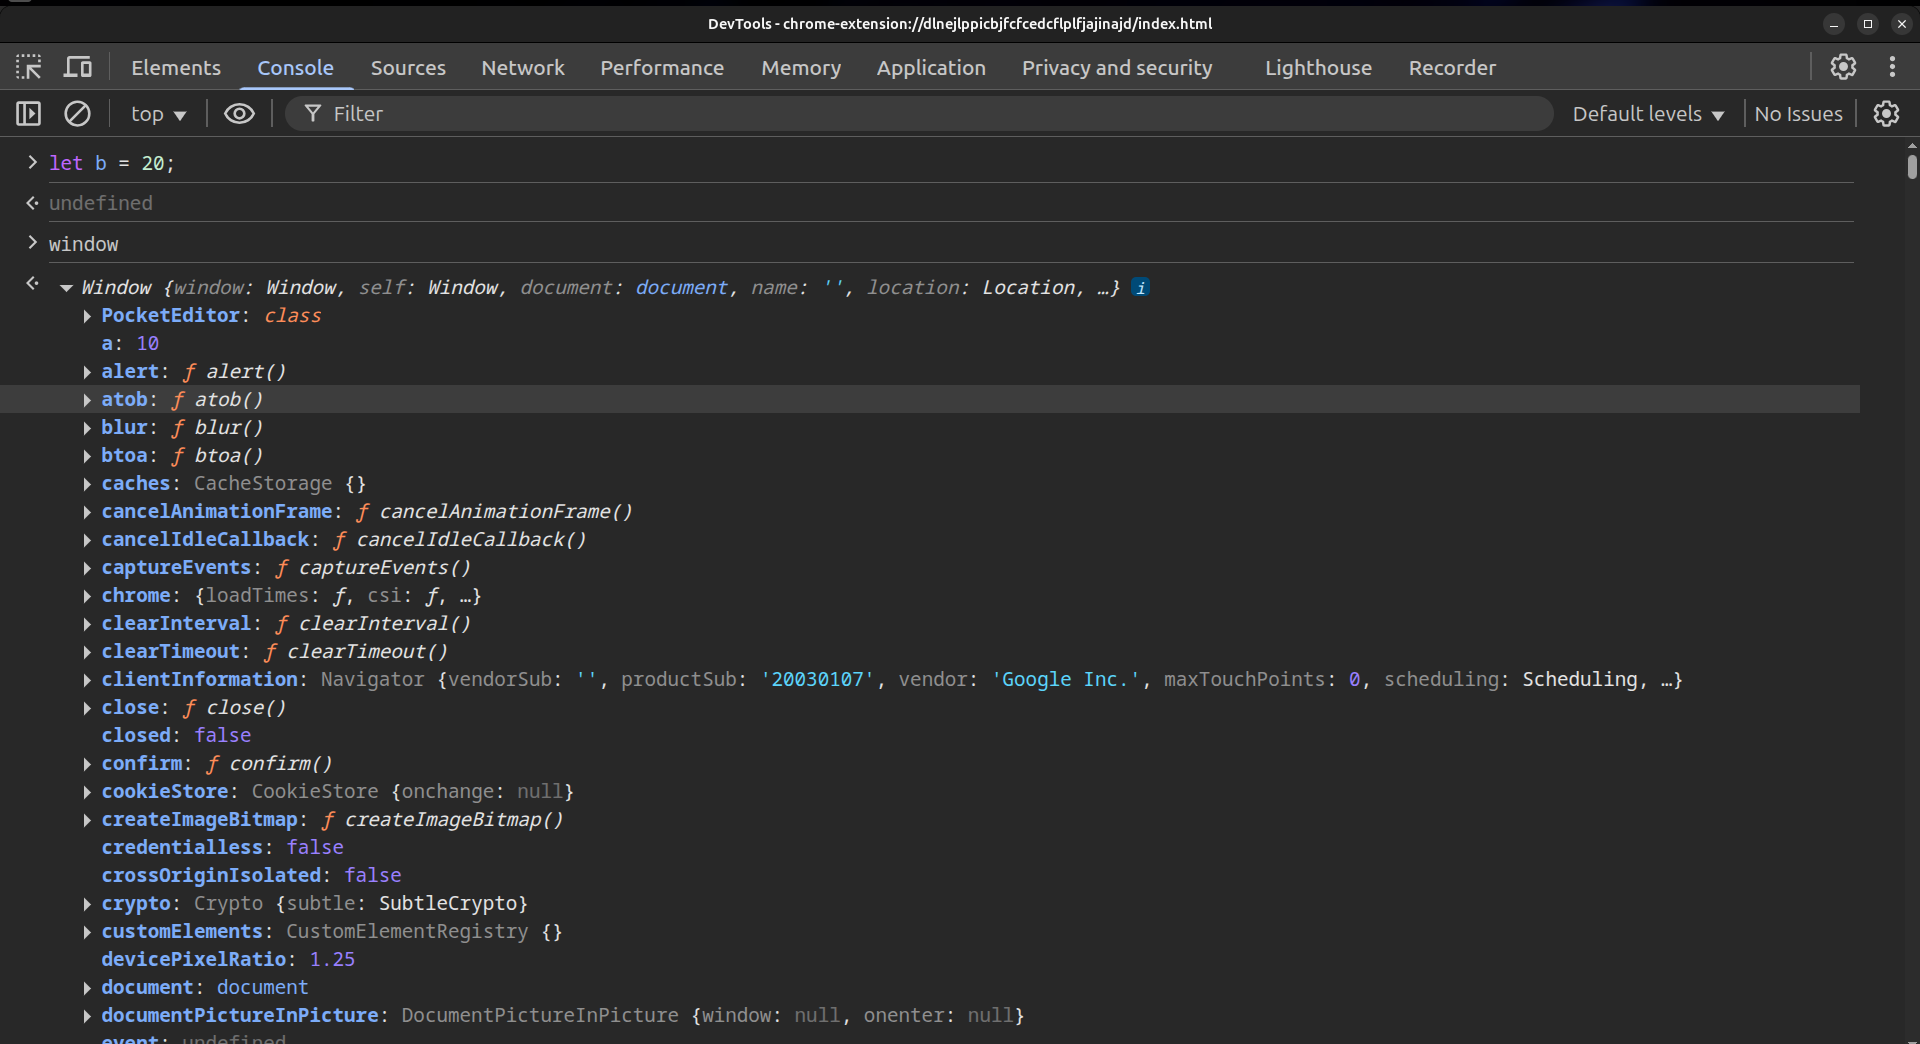 DevTools - chrome-extension://dlnejlppicbjfcfcedcflplfjajinajd/index.html
Elements Console Sources Network Performance Memory Application Privacy and security Lighthouse Recorder
top ▼ Filter Default levels ▼ No Issues
> let b = 20;
undefined
> window
Window {window: Window, self: Window, document: document, name: '', location: Location, …} i
PocketEditor: class
a: 10
alert: ƒ alert()
atob: ƒ atob()
blur: ƒ blur()
btoa: ƒ btoa()
caches: CacheStorage {}
cancelAnimationFrame: ƒ cancelAnimationFrame()
cancelIdleCallback: ƒ cancelIdleCallback()
captureEvents: ƒ captureEvents()
chrome: {loadTimes: ƒ, csi: ƒ, …}
clearInterval: ƒ clearInterval()
clearTimeout: ƒ clearTimeout()
clientInformation: Navigator {vendorSub: '', productSub: '20030107', vendor: 'Google Inc.', maxTouchPoints: 0, scheduling: Scheduling, …}
close: ƒ close()
closed: false
confirm: ƒ confirm()
cookieStore: CookieStore {onchange: null}
createImageBitmap: ƒ createImageBitmap()
credentialless: false
crossOriginIsolated: false
crypto: Crypto {subtle: SubtleCrypto}
customElements: CustomElementRegistry {}
devicePixelRatio: 1.25
document: document
documentPictureInPicture: DocumentPictureInPicture {window: null, onenter: null}
event: undefined